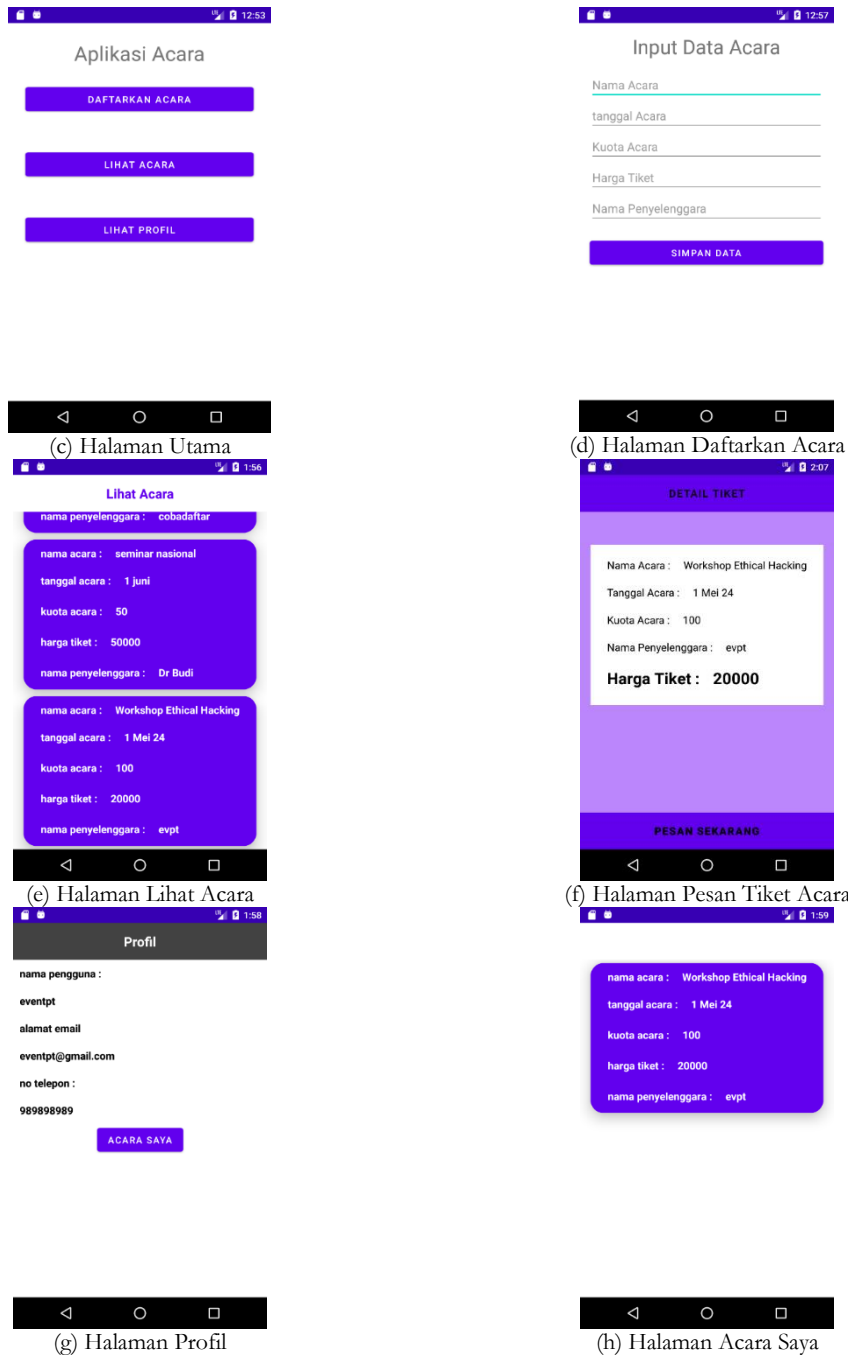 12:53
Aplikasi Acara
DAFTARKAN ACARA
LIHAT ACARA
LIHAT PROFIL
(c) Halaman Utama
12:57
Input Data Acara
Nama Acara
tanggal Acara
Kuota Acara
Harga Tiket
Nama Penyelenggara
SIMPAN DATA
(d) Halaman Daftarkan Acara
1:56
Lihat Acara
nama penyelenggara : cobadaftar
nama acara : seminar nasional
tanggal acara : 1 juni
kuota acara : 50
harga tiket : 50000
nama penyelenggara : Dr Budi
nama acara : Workshop Ethical Hacking
tanggal acara : 1 Mei 24
kuota acara : 100
harga tiket : 20000
nama penyelenggara : evpt
(e) Halaman Lihat Acara
2:07
DETAIL TIKET
Nama Acara : Workshop Ethical Hacking
Tanggal Acara : 1 Mei 24
Kuota Acara : 100
Nama Penyelenggara : evpt
Harga Tiket : 20000
PESAN SEKARANG
(f) Halaman Pesan Tiket Acara
1:58
Profil
nama pengguna :
eventpt
alamat email
eventpt@gmail.com
no telepon :
989898989
ACARA SAYA
(g) Halaman Profil
1:59
nama acara : Workshop Ethical Hacking
tanggal acara : 1 Mei 24
kuota acara : 100
harga tiket : 20000
nama penyelenggara : evpt
(h) Halaman Acara Saya